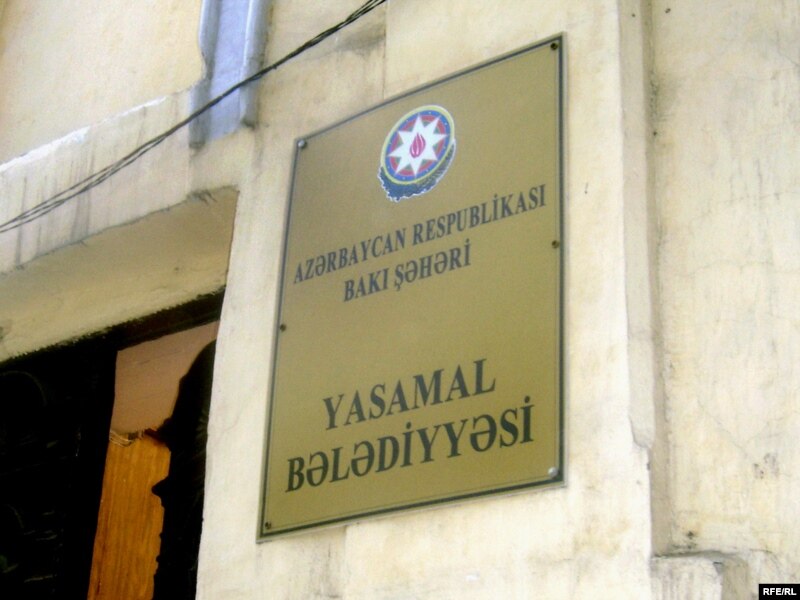 AZƏRBAYCAN RESPUBLİKASI
BAKI ŞƏHƏRİ
YASAMAL
BƏLƏDİYYƏSİ
RFE/RL